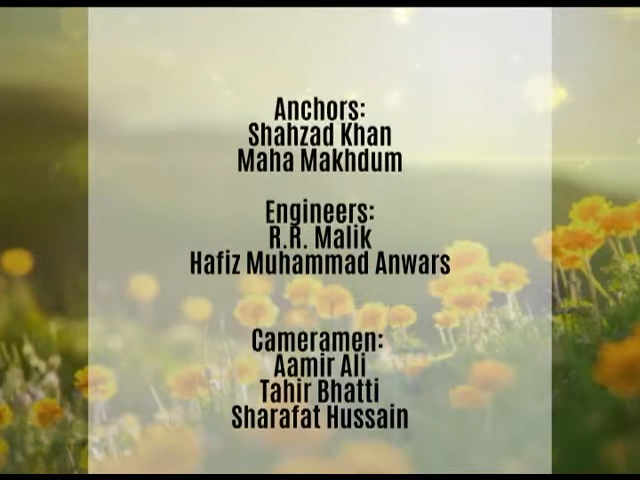 Anchors:
Shahzad Khan
Maha Makhdum
Engineers:
R.R. Malik
Hafiz Muhammad Anwars
Cameramen:
Aamir Ali
Tahir Bhatti
Sharafat Hussain